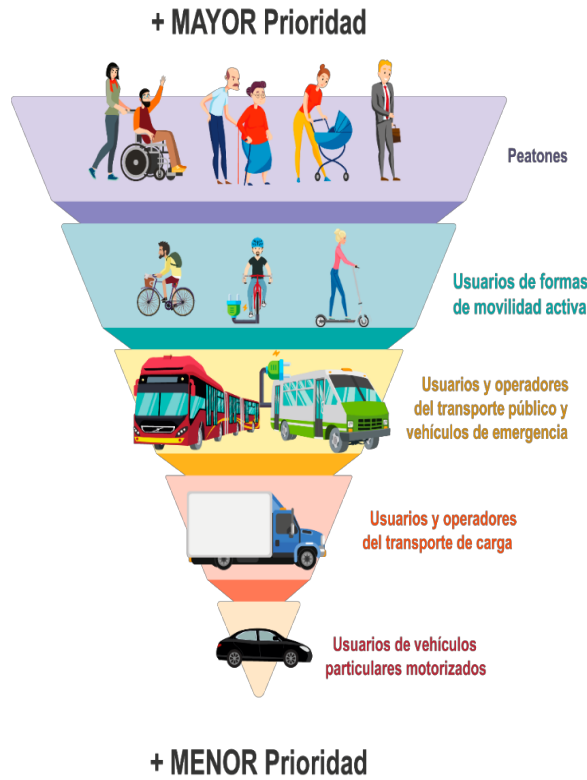 + MAYOR Prioridad
Peatones
Usuarios de formas
de movilidad activa
Usuarios y operadores
del transporte público y
vehículos de emergencia
Usuarios y operadores
del transporte de carga
Usuarios de vehículos
particulares motorizados
+ MENOR Prioridad